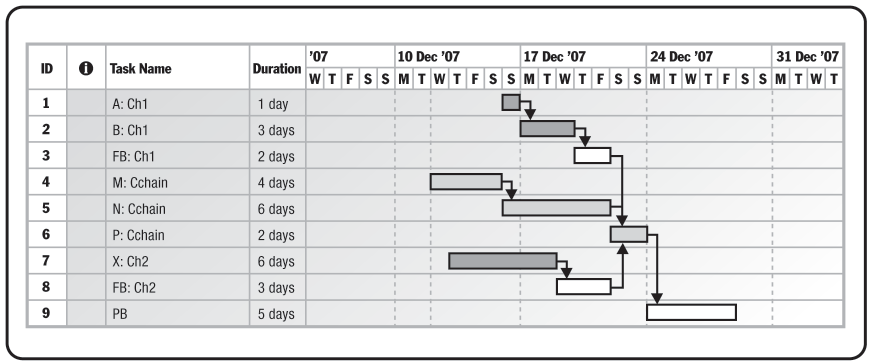 ’07 10 Dec ’07 17 Dec ’07 24 Dec ’07 31 Dec ’07
ID i Task Name Duration W T F S S M T W T F S S M T W T F S S M T W T F S S M T W T
1 A: Ch1 1 day
2 B: Ch1 3 days
3 FB: Ch1 2 days
4 M: Cchain 4 days
5 N: Cchain 6 days
6 P: Cchain 2 days
7 X: Ch2 6 days
8 FB: Ch2 3 days
9 PB 5 days